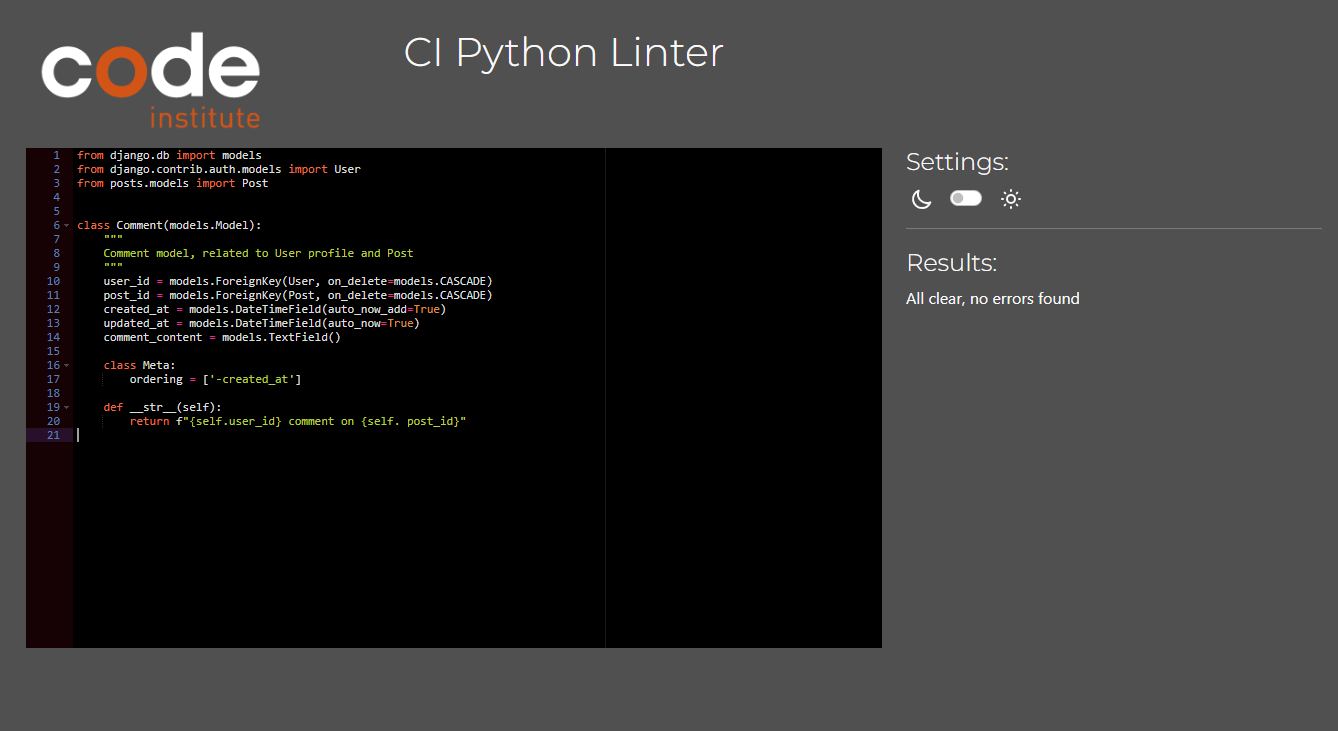 code
institute
CI Python Linter
1 from django.db import models
2 from django.contrib.auth.models import User
3 from posts.models import Post
4
5
6 class Comment(models.Model):
7     """
8     Comment model, related to User profile and Post
9     """
10     user_id = models.ForeignKey(User, on_delete=models.CASCADE)
11     post_id = models.ForeignKey(Post, on_delete=models.CASCADE)
12     created_at = models.DateTimeField(auto_now_add=True)
13     updated_at = models.DateTimeField(auto_now=True)
14     comment_content = models.TextField()
15
16     class Meta:
17         ordering = ['-created_at']
18
19     def __str__(self):
20         return f"{self.user_id} comment on {self. post_id}"
21
Settings:
Results:
All clear, no errors found